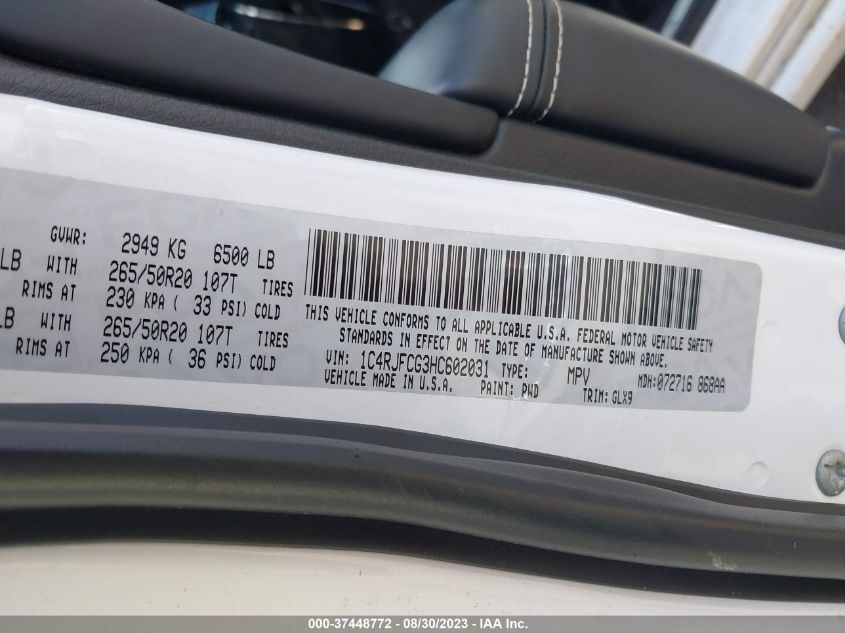 GVWR: 2949 KG 6500 LB
LB WITH 265/50R20 107T TIRES
RIMS AT 230 KPA ( 33 PSI) COLD
LB WITH 265/50R20 107T TIRES
RIMS AT 250 KPA ( 36 PSI) COLD
THIS VEHICLE CONFORMS TO ALL APPLICABLE U.S.A. FEDERAL MOTOR VEHICLE SAFETY
STANDARDS IN EFFECT ON THE DATE OF MANUFACTURE SHOWN ABOVE.
VIN: 1C4RJFCG3HC602031 TYPE: MPV MDH:072716 868AA
VEHICLE MADE IN U.S.A. PAINT: PWD TRIM: GLX9
000-37448772 - 08/30/2023 - IAA Inc.